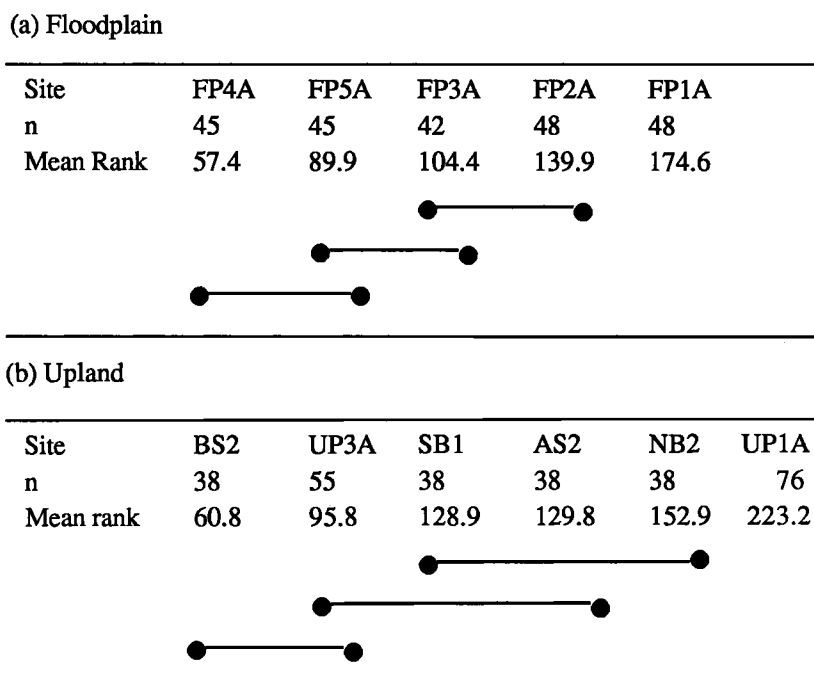 (a) Floodplain
Site FP4A FP5A FP3A FP2A FP1A
n 45 45 42 48 48
Mean Rank 57.4 89.9 104.4 139.9 174.6
(b) Upland
Site BS2 UP3A SB1 AS2 NB2 UP1A
n 38 55 38 38 38 76
Mean rank 60.8 95.8 128.9 129.8 152.9 223.2